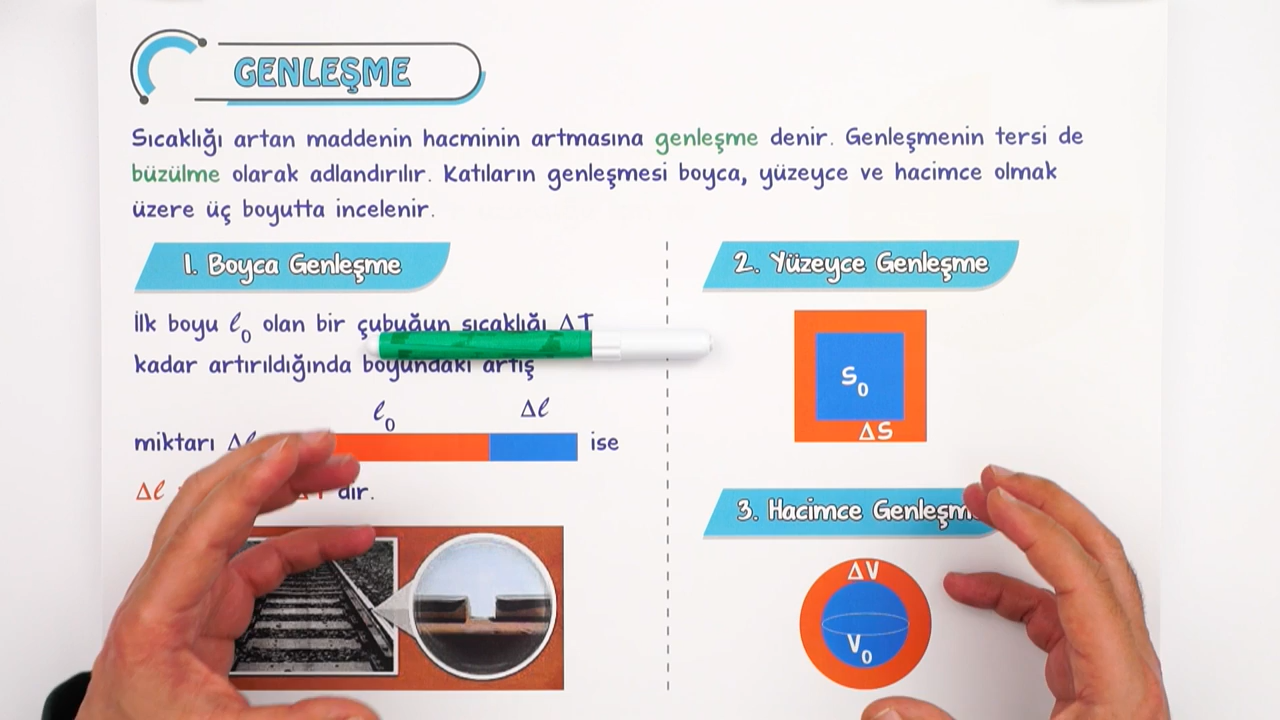 GENLEŞME
Sıcaklığı artan maddenin hacminin artmasına genleşme denir. Genleşmenin tersi de
büzülme olarak adlandırılır. Katıların genleşmesi boyca, yüzeyce ve hacimce olmak
üzere üç boyutta incelenir.
1. Boyca Genleşme
İlk boyu ℓ₀ olan bir çubuğun sıcaklığı ΔT
kadar artırıldığında boyundaki artış
ℓ₀ Δℓ
miktarı Δℓ ise
Δℓ dır.
2. Yüzeyce Genleşme
S₀
ΔS
3. Hacimce Genleşme
ΔV
V₀